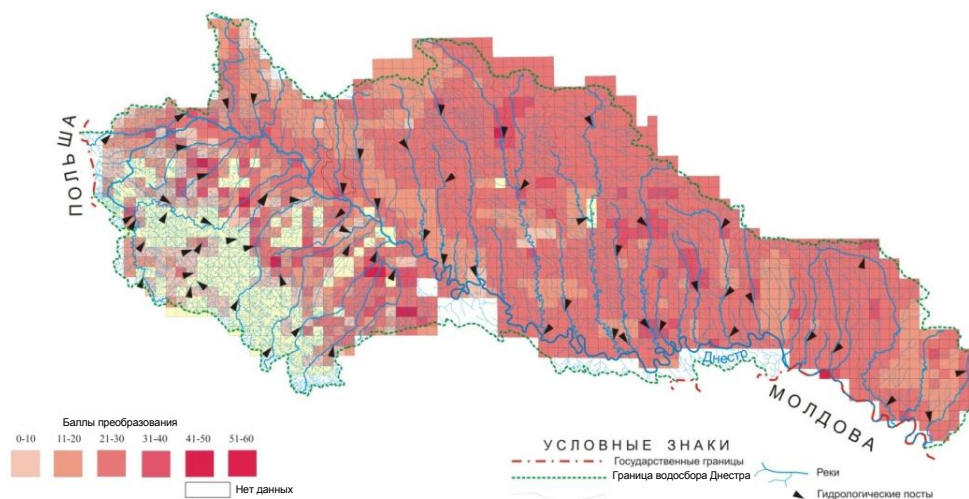 ПОЛЬША
Днестр
МОЛДОВА
Баллы преобразования
0-10 11-20 21-30 31-40 41-50 51-60
Нет данных
УСЛОВНЫЕ ЗНАКИ
Государственные границы
Граница водосбора Днестра
Реки
Гидрологические посты